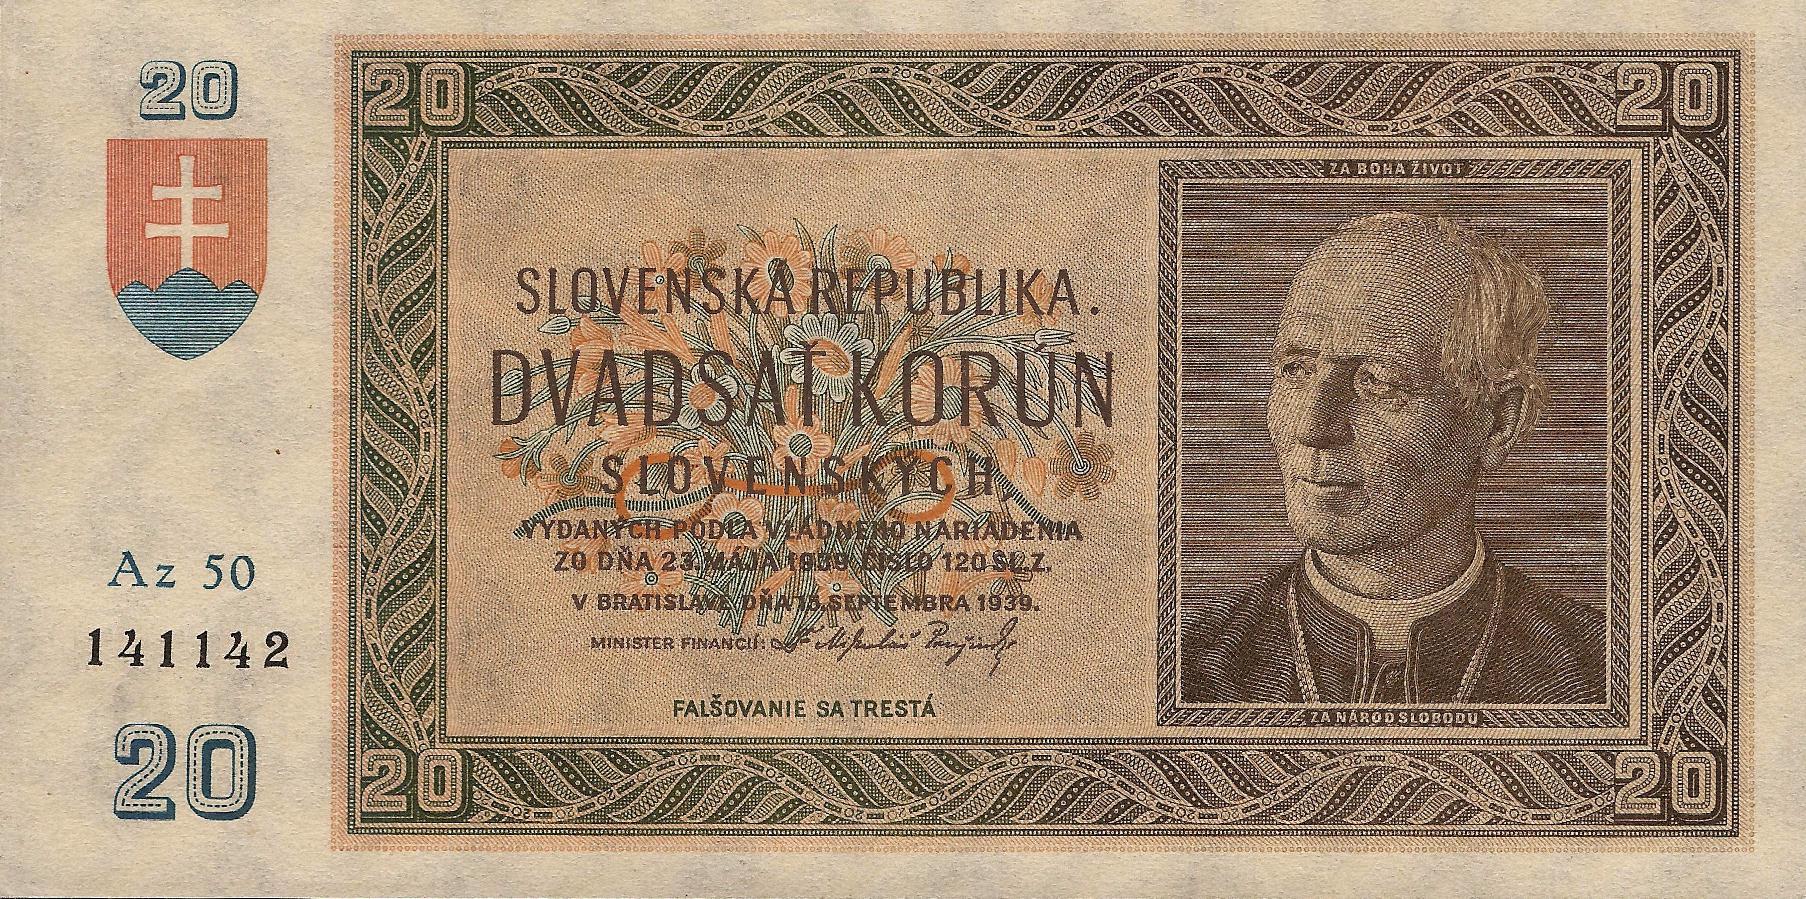 20
20
20
ZA BOHA ŽIVOT
SLOVENSKÁ REPUBLIKA.
DVADSAŤ KORÚN
SLOVENSKÝCH,
VYDANÝCH PODĽA VLÁDNEHO NARIADENIA
ZO DŇA 23. MÁJA 1939 ČÍSLO 120 SL. Z.
V BRATISLAVE DŇA 15. SEPTEMBRA 1939.
MINISTER FINANCIÍ:
FALŠOVANIE SA TRESTÁ
ZA NÁROD SLOBODU
Az 50
141142
20
20
20